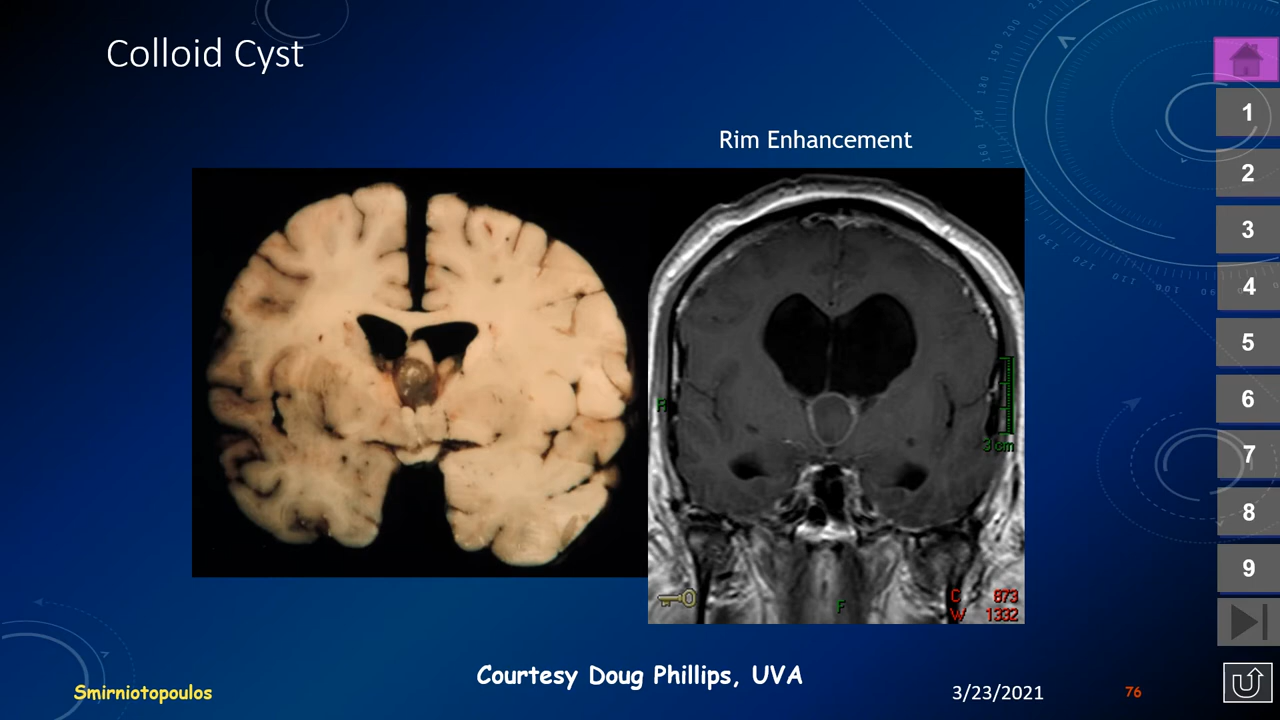 Colloid Cyst
Rim Enhancement
R
3 cm
C 873
W 1332
F
Courtesy Doug Phillips, UVA
Smirniotopoulos
3/23/2021
76
1
2
3
4
5
6
7
8
9